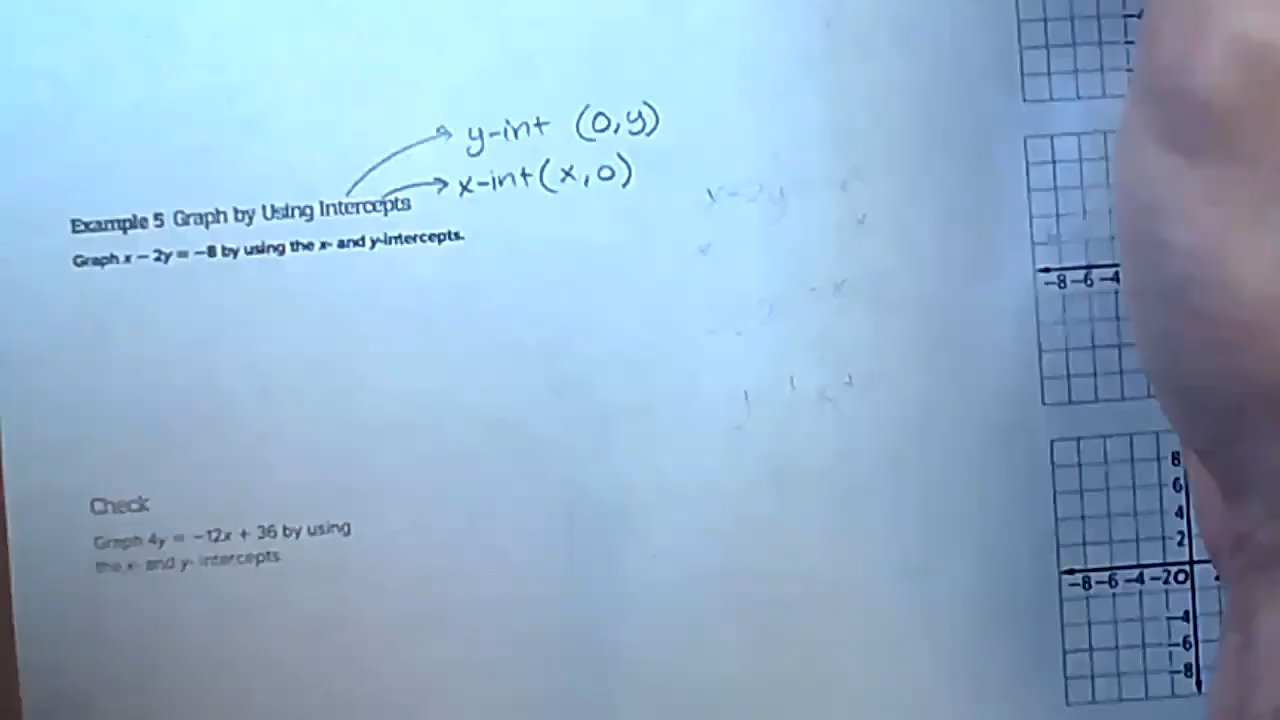 y-int (0,y)
x-int (x,0)
Example 5 Graph by Using Intercepts
Graph x − 2y = −8 by using the x- and y-intercepts.
−8 −6 −4
Check
Graph 4y = −12x + 36 by using
the x- and y- intercepts
8
6
4
2
−8 −6 −4 −2 O
−4
−6
−8